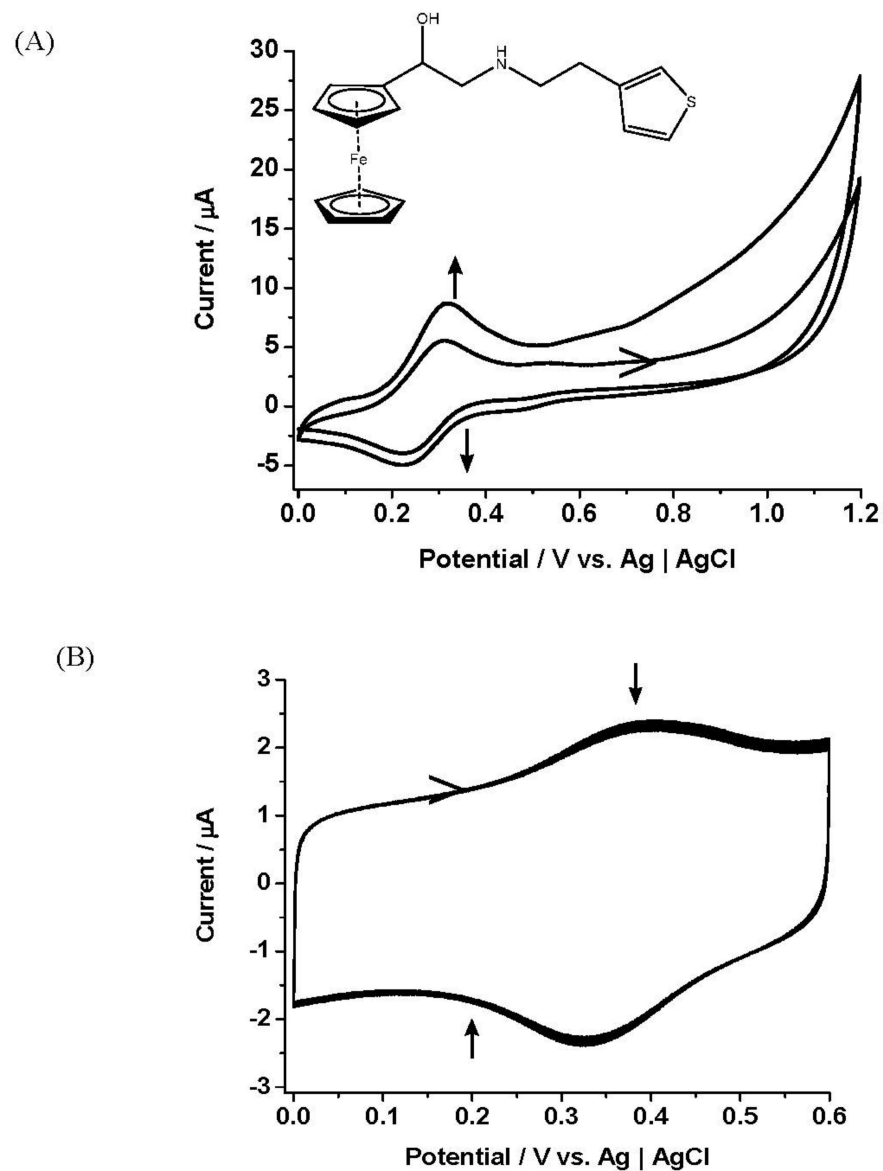 (A)
OH
H
N
S
Fe
30
25
20
15
10
5
0
-5
Current / µA
0.0 0.2 0.4 0.6 0.8 1.0 1.2
Potential / V vs. Ag | AgCl
(B)
3
2
1
0
-1
-2
-3
Current / µA
0.0 0.1 0.2 0.3 0.4 0.5 0.6
Potential / V vs. Ag | AgCl